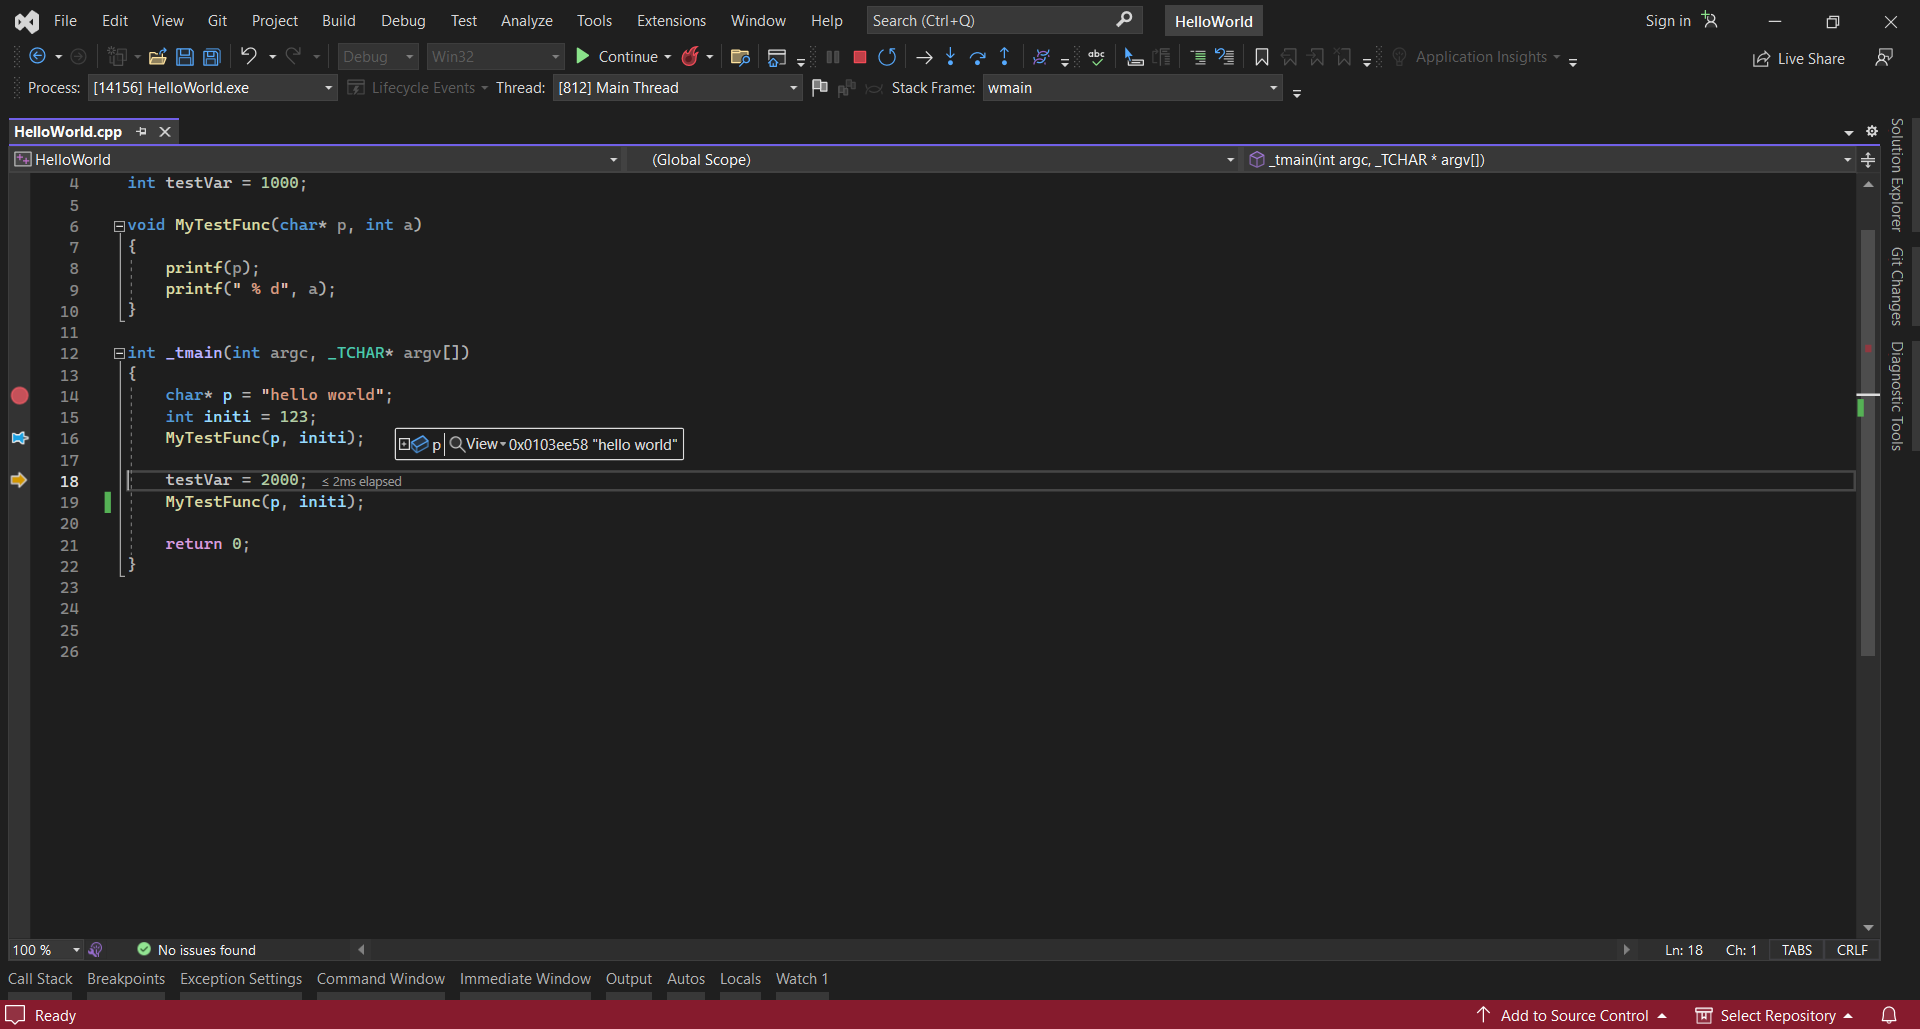 File Edit View Git Project Build Debug Test Analyze Tools Extensions Window Help Search (Ctrl+Q) HelloWorld Sign in
Debug Win32 Continue abc Application Insights Live Share
Process: [14156] HelloWorld.exe Lifecycle Events Thread: [812] Main Thread Stack Frame: wmain
HelloWorld.cpp
HelloWorld (Global Scope) _tmain(int argc, _TCHAR * argv[])
4 int testVar = 1000;
5
6 void MyTestFunc(char* p, int a)
7 {
8 printf(p);
9 printf(" % d", a);
10 }
11
12 int _tmain(int argc, _TCHAR* argv[])
13 {
14 char* p = "hello world";
15 int initi = 123;
16 MyTestFunc(p, initi); p View 0x0103ee58 "hello world"
17
18 testVar = 2000; ≤ 2ms elapsed
19 MyTestFunc(p, initi);
20
21 return 0;
22 }
23
24
25
26
Solution Explorer
Git Changes
Diagnostic Tools
100 % No issues found Ln: 18 Ch: 1 TABS CRLF
Call Stack Breakpoints Exception Settings Command Window Immediate Window Output Autos Locals Watch 1
Ready Add to Source Control Select Repository